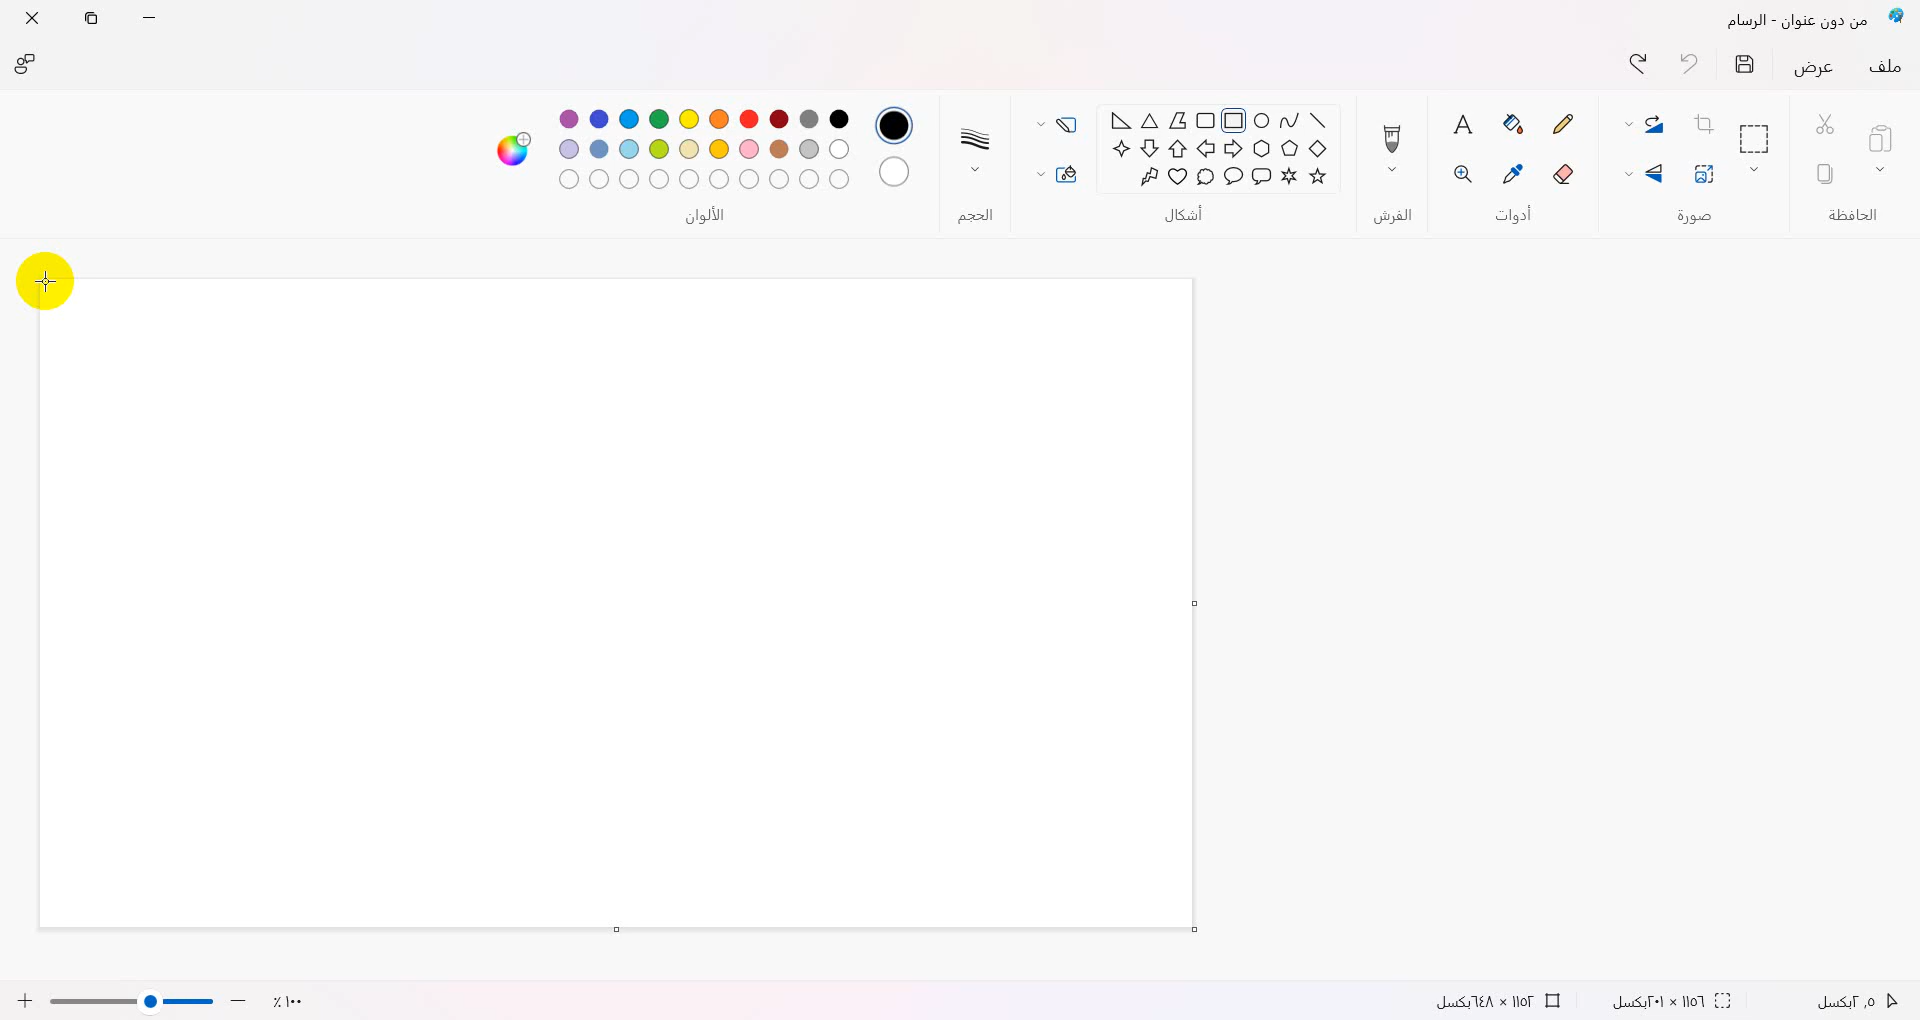 من دون عنوان - الرسام
ملف
عرض
الحافظة
صورة
أدوات
الفرش
أشكال
الحجم
الألوان
٥, ٢بكسل
١١٥٦ × ٢٠١بكسل
١١٥٢ × ٦٤٨بكسل
١٠٠ ٪